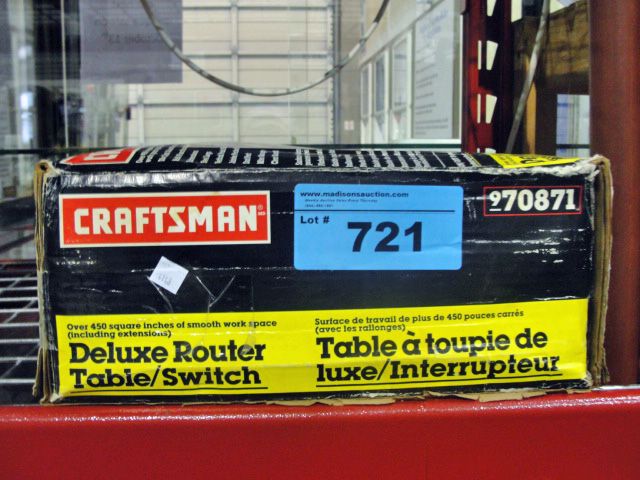 CRAFTSMAN
www.madisonsauction.com
Lot #
721
970871
Over 450 square inches of smooth work space
(including extensions)
Deluxe Router
Table/Switch
Surface de travail de plus de 450 pouces carrés
(avec les rallonges)
Table à toupie de
luxe/Interrupteur